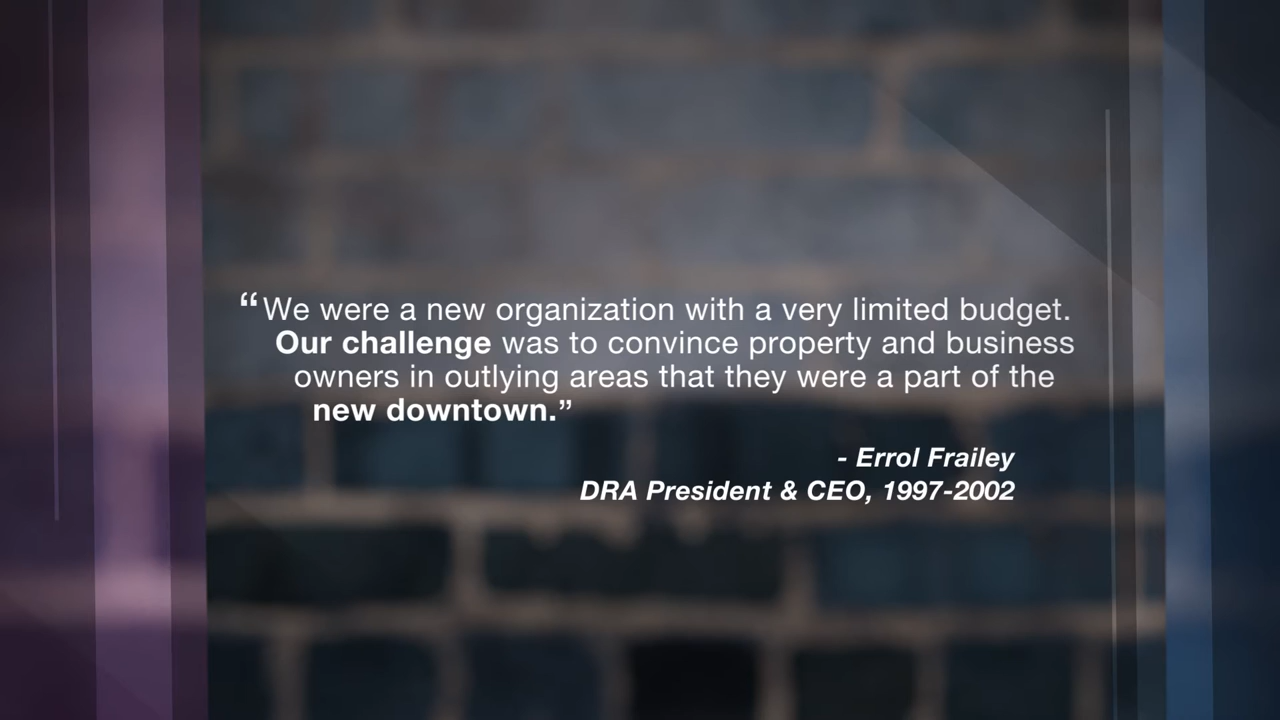 “We were a new organization with a very limited budget.
Our challenge was to convince property and business
owners in outlying areas that they were a part of the
new downtown.”
- Errol Frailey
DRA President & CEO, 1997-2002